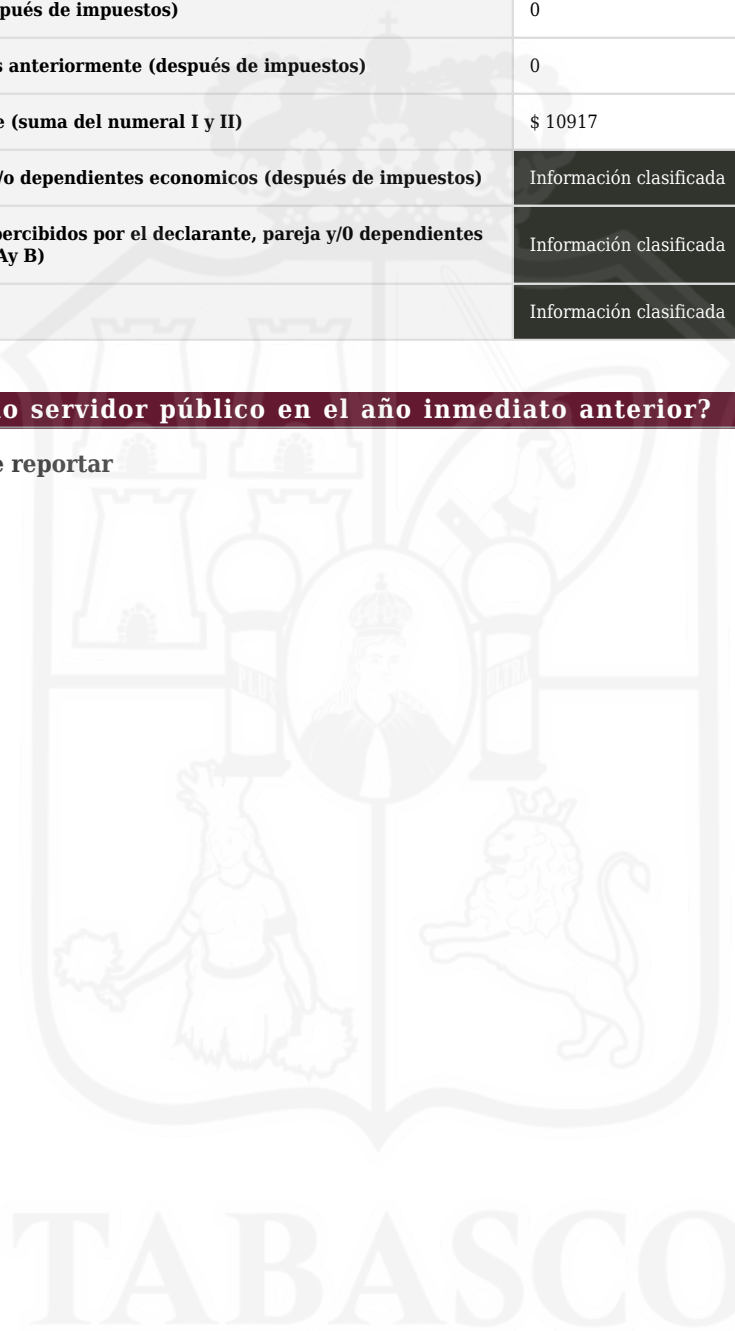 pués de impuestos)
0
s anteriormente (después de impuestos)
0
e (suma del numeral I y II)
$ 10917
/o dependientes economicos (después de impuestos)
Información clasificada
percibidos por el declarante, pareja y/0 dependientes
Ay B)
Información clasificada
Información clasificada
o servidor público en el año inmediato anterior?
e reportar
PLUS
ULTRA
TABASCO